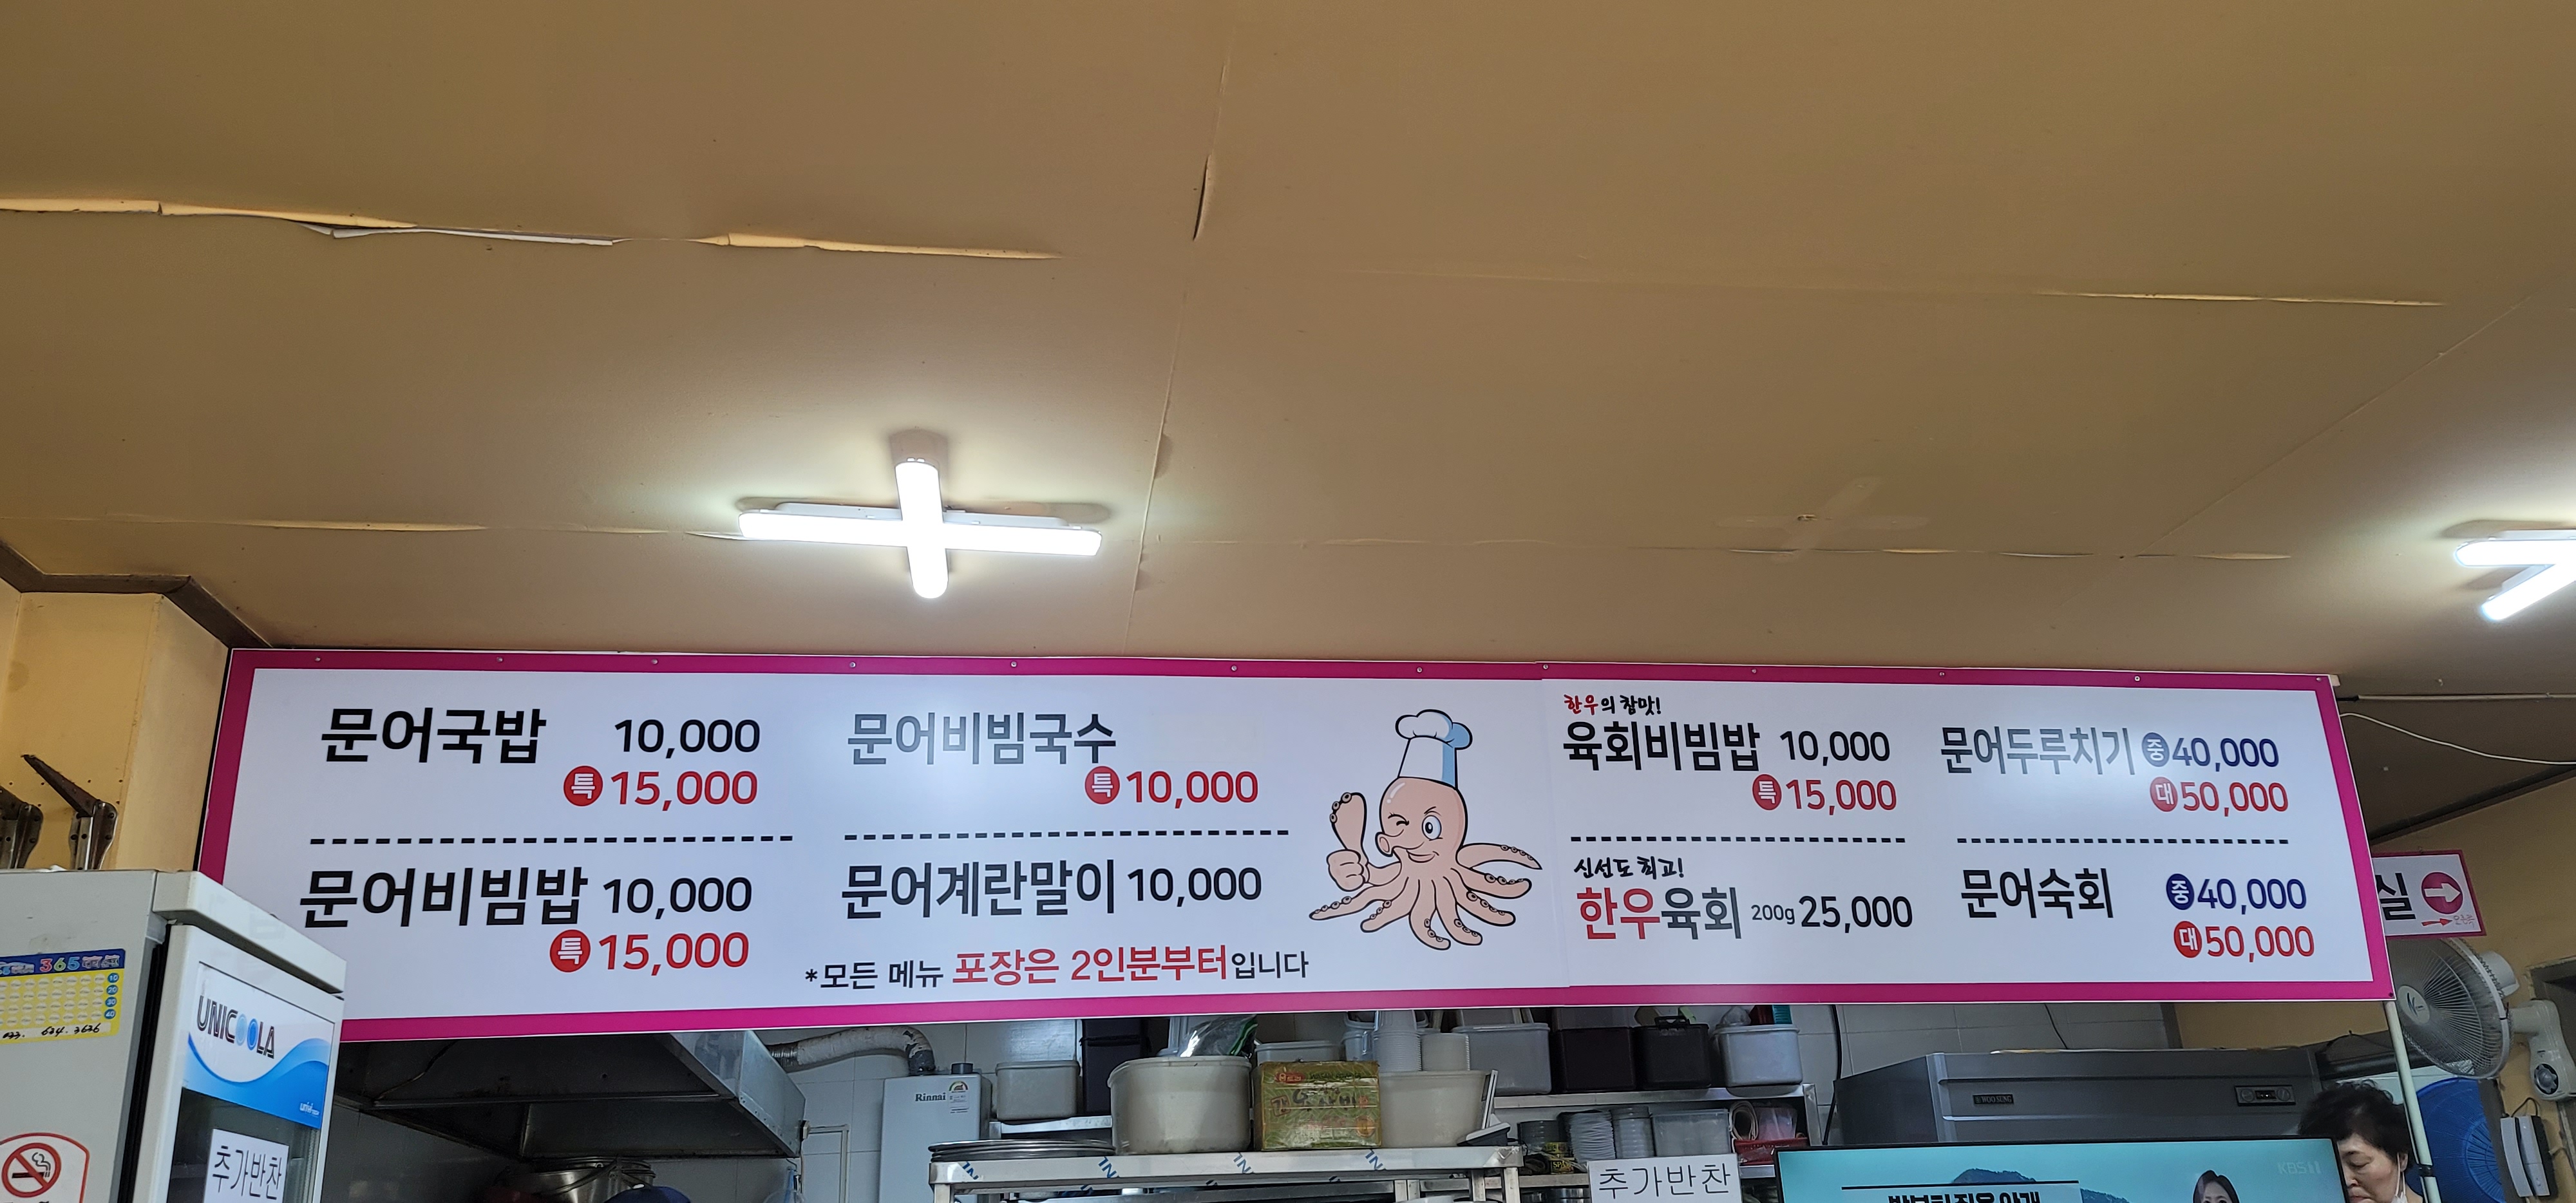 문어국밥 10,000
특 15,000
문어비빔밥 10,000
특 15,000
문어비빔국수
특 10,000
문어계란말이 10,000
*모든 메뉴 포장은 2인분부터입니다
한우의 참맛!
육회비빔밥 10,000
특 15,000
신선도 최고!
한우육회 200g 25,000
문어두루치기 중 40,000
대 50,000
문어숙회 중 40,000
대 50,000
실
365
UNICOOLA
추가반찬
Rinnai
WOOSUNG
추가반찬
KBS 1